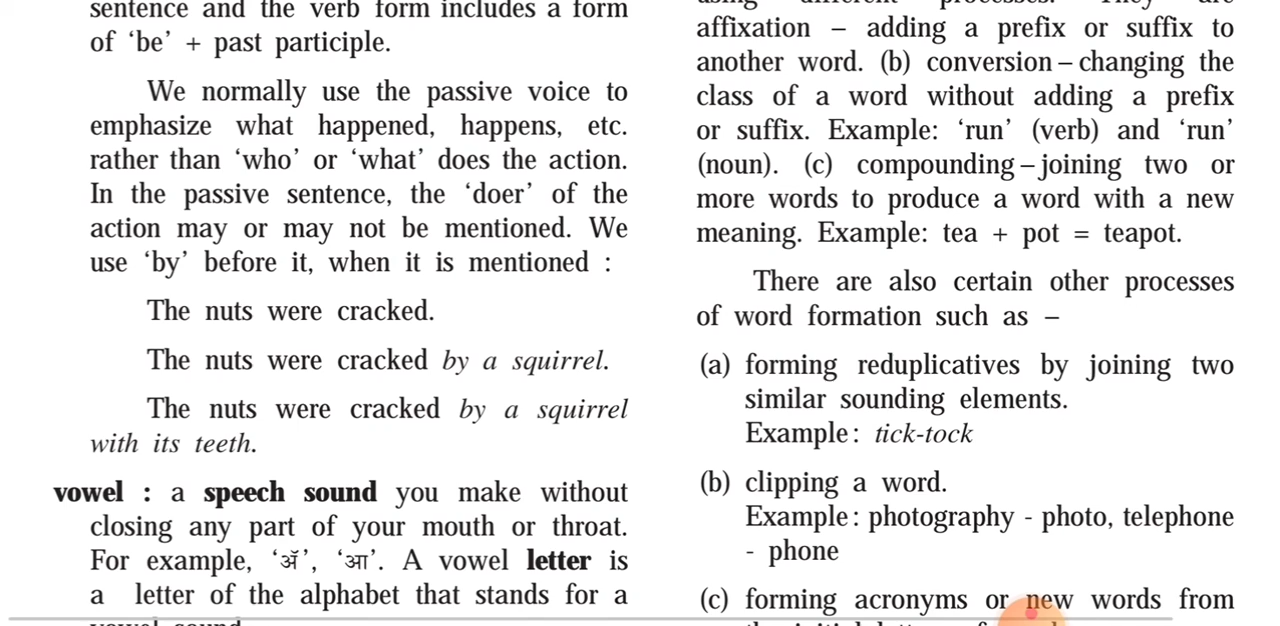 sentence and the verb form includes a form
of ‘be’ + past participle.
We normally use the passive voice to
emphasize what happened, happens, etc.
rather than ‘who’ or ‘what’ does the action.
In the passive sentence, the ‘doer’ of the
action may or may not be mentioned. We
use ‘by’ before it, when it is mentioned :
The nuts were cracked.
The nuts were cracked by a squirrel.
The nuts were cracked by a squirrel
with its teeth.
vowel : a speech sound you make without
closing any part of your mouth or throat.
For example, ‘ॲ’, ‘आ’. A vowel letter is
a letter of the alphabet that stands for a
vowel sound.
using different processes. They are
affixation – adding a prefix or suffix to
another word. (b) conversion – changing the
class of a word without adding a prefix
or suffix. Example: ‘run’ (verb) and ‘run’
(noun). (c) compounding – joining two or
more words to produce a word with a new
meaning. Example: tea + pot = teapot.
There are also certain other processes
of word formation such as –
(a) forming reduplicatives by joining two
similar sounding elements.
Example : tick-tock
(b) clipping a word.
Example : photography - photo, telephone
- phone
(c) forming acronyms or new words from